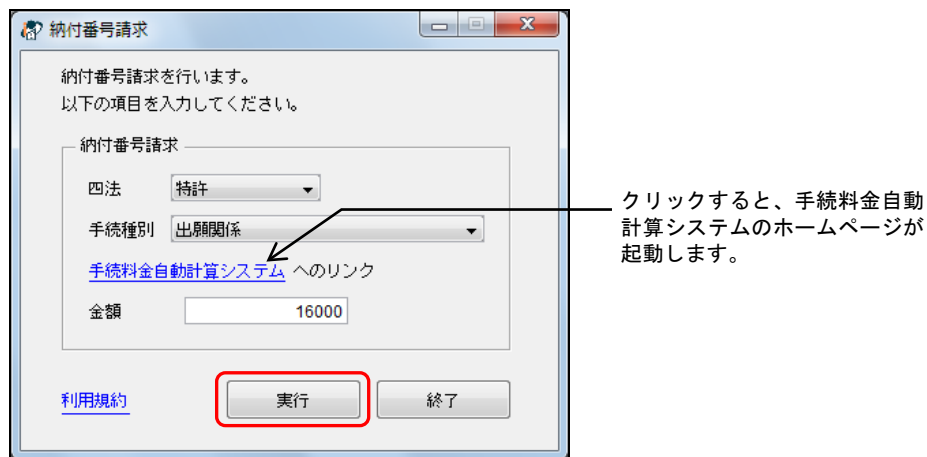 納付番号請求
納付番号請求を行います。
以下の項目を入力してください。
納付番号請求
四法 特許
手続種別 出願関係
手続料金自動計算システム へのリンク
金額 16000
利用規約 実行 終了
クリックすると、手続料金自動
計算システムのホームページが
起動します。